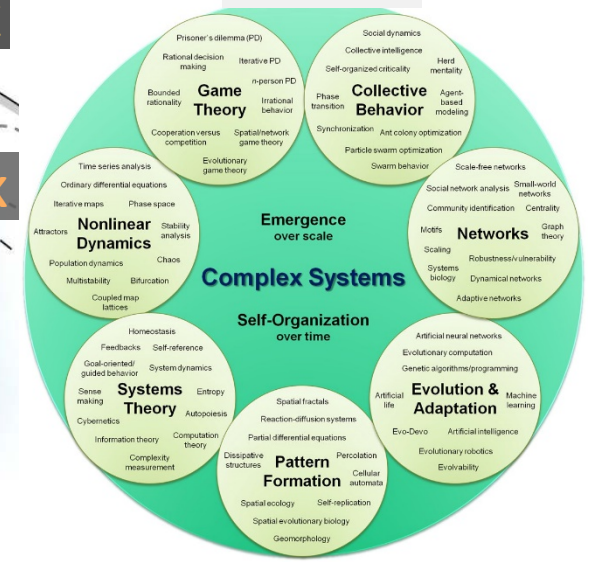 Prisoner's dilemma (PD)
Rational decision
making
Iterative PD
n-person PD
Bounded
rationality
Game
Theory
Irrational
behavior
Cooperation versus
competition
Spatial/network
game theory
Evolutionary
game theory
Social dynamics
Collective intelligence
Self-organized criticality
Herd
mentality
Phase
transition
Collective
Behavior
Agent-
based
modeling
Synchronization
Ant colony optimization
Particle swarm optimization
Swarm behavior
Time series analysis
Ordinary differential equations
Iterative maps
Phase space
Attractors
Nonlinear
Dynamics
Stability
analysis
Population dynamics
Chaos
Multistability
Bifurcation
Coupled map
lattices
Emergence
over scale
Complex Systems
Self-Organization
over time
Scale-free networks
Social network analysis
Small-world
networks
Community identification
Centrality
Motifs
Networks
Graph
theory
Scaling
Robustness/vulnerability
Systems
biology
Dynamical networks
Adaptive networks
Homeostasis
Feedbacks
Self-reference
Goal-oriented/
guided behavior
System dynamics
Sense
making
Systems
Theory
Entropy
Autopoiesis
Cybernetics
Information theory
Computation
theory
Complexity
measurement
Spatial fractals
Reaction-diffusion systems
Partial differential equations
Dissipative
structures
Pattern
Formation
Percolation
Cellular
automata
Spatial ecology
Self-replication
Spatial evolutionary biology
Geomorphology
Artificial neural networks
Evolutionary computation
Genetic algorithms/programming
Artificial
life
Evolution &
Adaptation
Machine
learning
Evo-Devo
Artificial intelligence
Evolutionary robotics
Evolvability